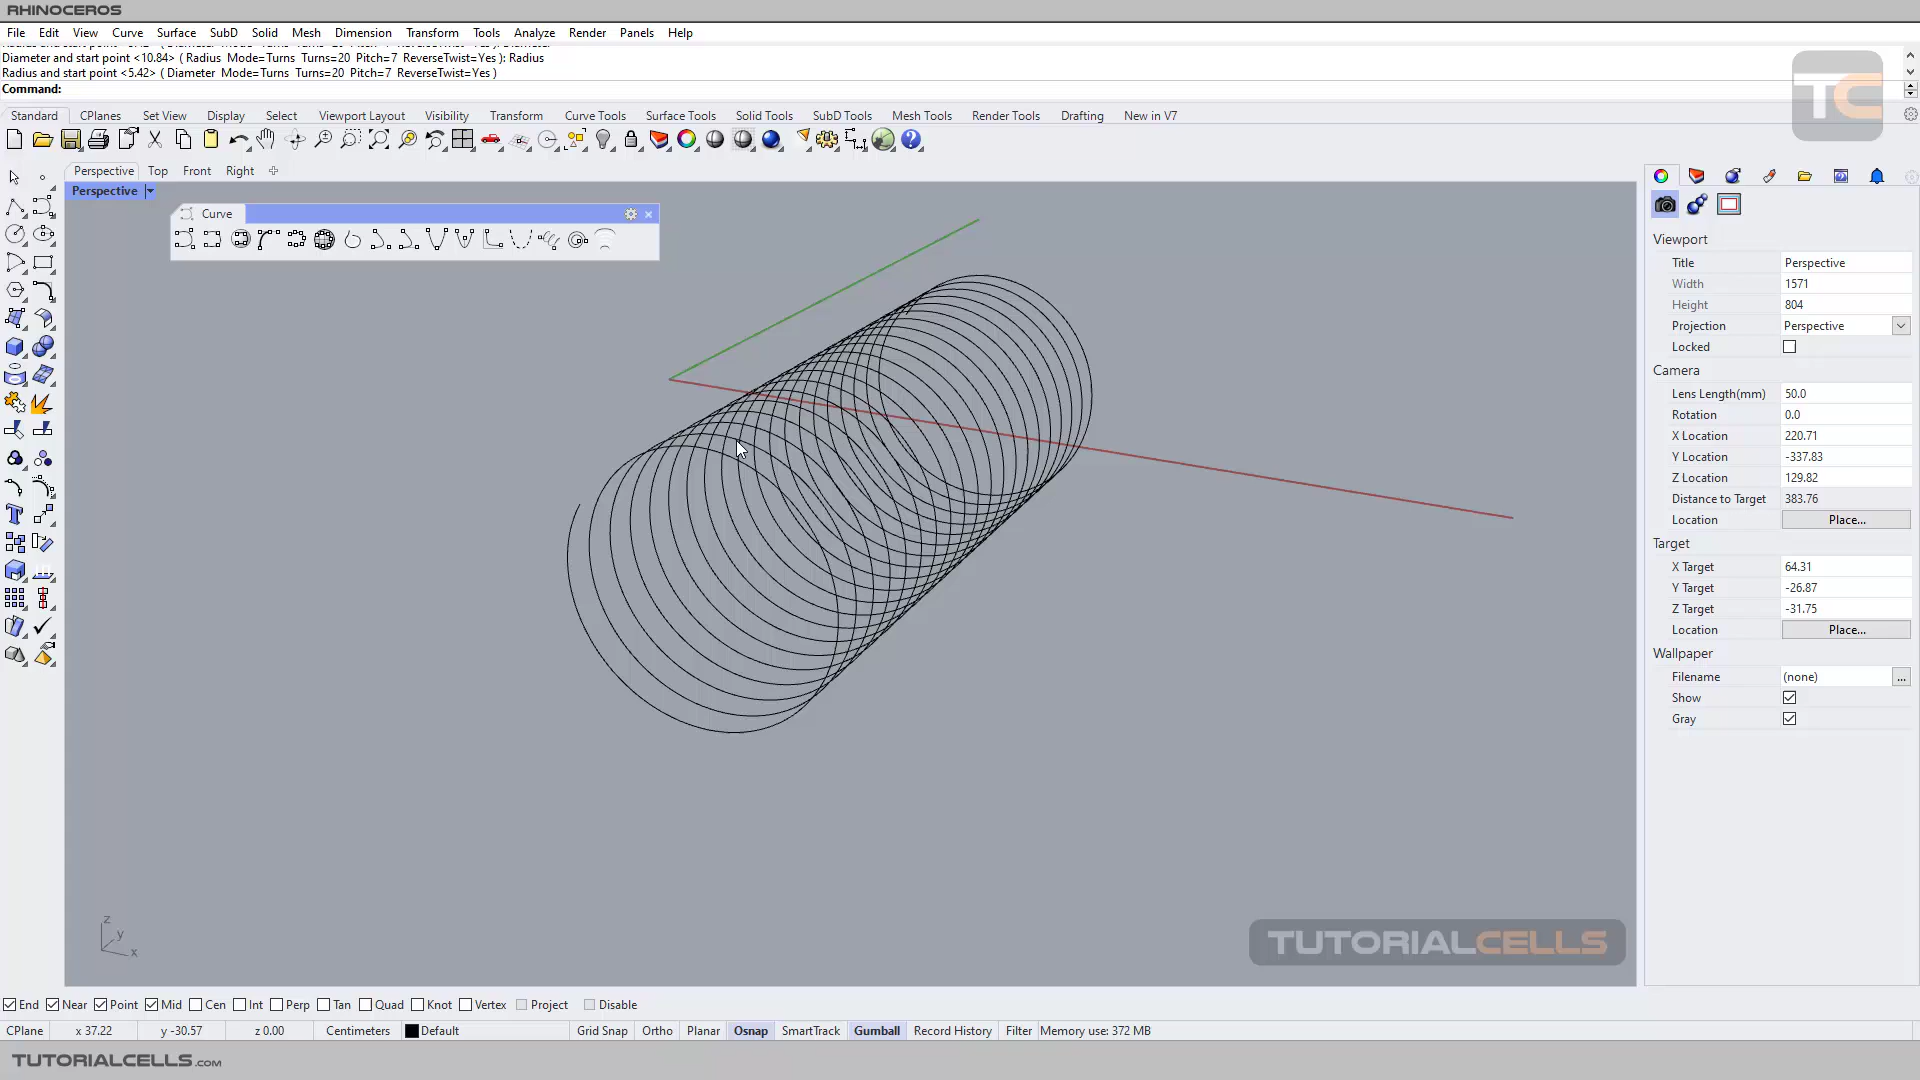 RHINOCEROS
File Edit View Curve Surface SubD Solid Mesh Dimension Transform Tools Analyze Render Panels Help
Diameter and start point <10.84> ( Radius Mode=Turns Turns=20 Pitch=7 ReverseTwist=Yes ): Radius
Radius and start point <5.42> ( Diameter Mode=Turns Turns=20 Pitch=7 ReverseTwist=Yes )
Command:
TC
Standard CPlanes Set View Display Select Viewport Layout Visibility Transform Curve Tools Surface Tools Solid Tools SubD Tools Mesh Tools Render Tools Drafting New in V7
Perspective Top Front Right
Perspective
Curve
Viewport
Title Perspective
Width 1571
Height 804
Projection Perspective
Locked
Camera
Lens Length(mm) 50.0
Rotation 0.0
X Location 220.71
Y Location -337.83
Z Location 129.82
Distance to Target 383.76
Location Place...
Target
X Target 64.31
Y Target -26.87
Z Target -31.75
Location Place...
Wallpaper
Filename (none) ...
Show
Gray
z
y
x
TUTORIALCELLS
End Near Point Mid Cen Int Perp Tan Quad Knot Vertex Project Disable
CPlane x 37.22 y -30.57 z 0.00 Centimeters Default Grid Snap Ortho Planar Osnap SmartTrack Gumball Record History Filter Memory use: 372 MB
TUTORIALCELLS.COM